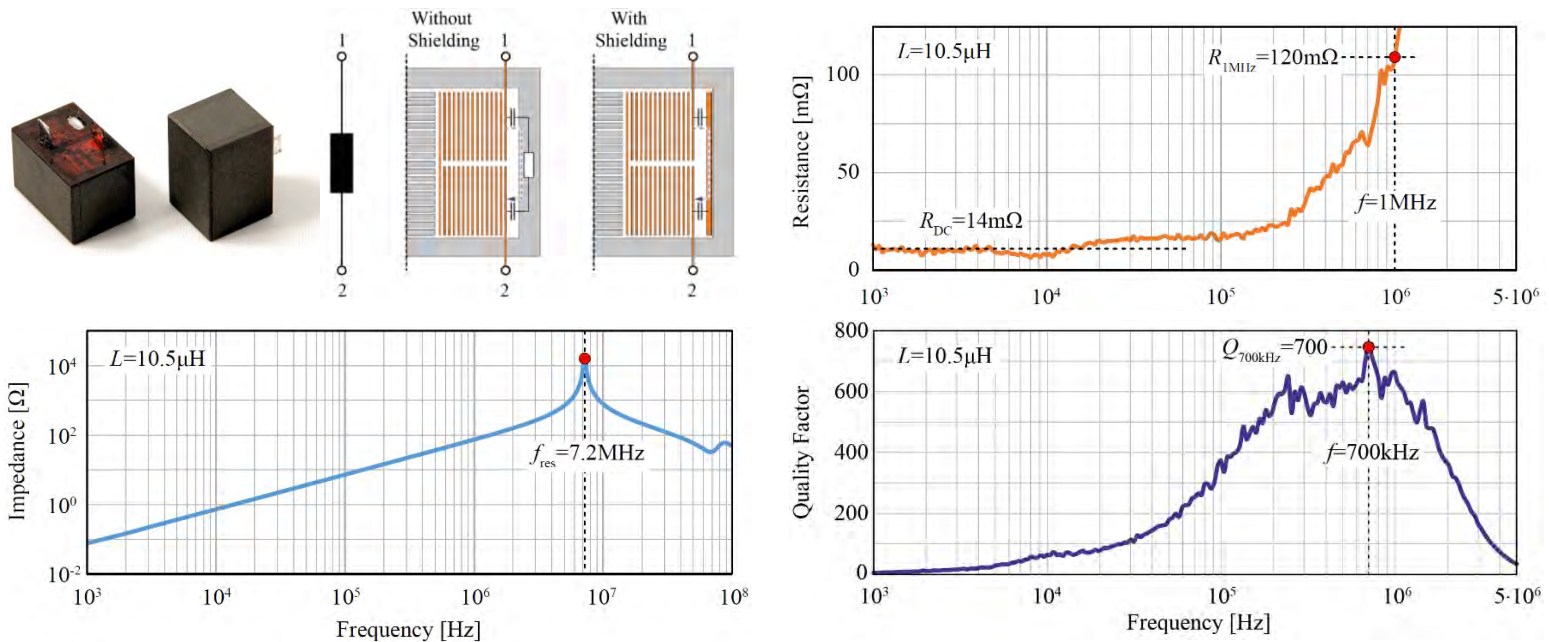 Without
Shielding
With
Shielding
1
1
1
2
2
2
L=10.5μH
R1MHz=120mΩ
RDC=14mΩ
f=1MHz
Resistance [mΩ]
100
50
0
10³
10⁴
10⁵
10⁶
5·10⁶
L=10.5μH
fres=7.2MHz
Impedance [Ω]
10⁴
10²
10⁰
10⁻²
10³
10⁴
10⁵
10⁶
10⁷
10⁸
Frequency [Hz]
L=10.5μH
Q700kHz=700
f=700kHz
Quality Factor
800
600
400
200
0
10³
10⁴
10⁵
10⁶
5·10⁶
Frequency [Hz]